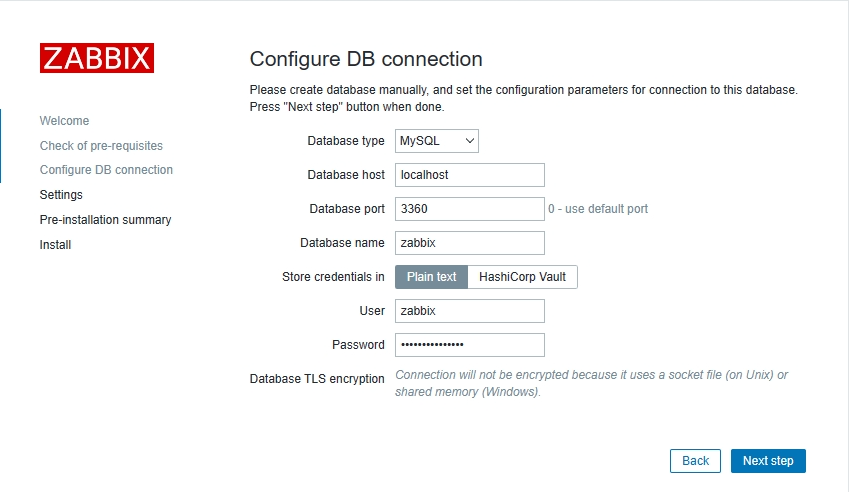 ZABBIX
Welcome
Check of pre-requisites
Configure DB connection
Settings
Pre-installation summary
Install
Configure DB connection
Please create database manually, and set the configuration parameters for connection to this database.
Press "Next step" button when done.
Database type MySQL
Database host localhost
Database port 3360 0 - use default port
Database name zabbix
Store credentials in Plain text HashiCorp Vault
User zabbix
Password •••••••••••••••
Database TLS encryption Connection will not be encrypted because it uses a socket file (on Unix) or
shared memory (Windows).
Back Next step